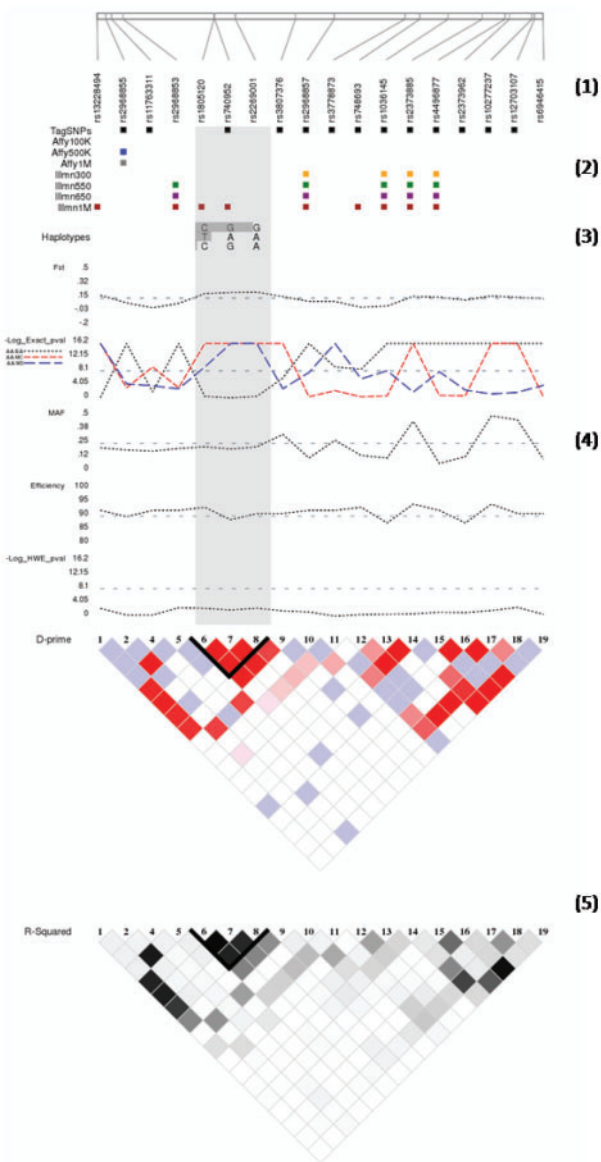 rs13228494 rs2968855 rs11763311 rs2968853 rs1805120 rs740952 rs2269001 rs3807376 rs2968857 rs3778873 rs748693 rs1036145 rs2373885 rs4496877 rs2373962 rs10277237 rs12703107 rs6946415
(1)
TagSNPs
Affy100K
Affy500K
Affy1M
Illmn300
Illmn550
Illmn650
Illmn1M
(2)
Haplotypes
C G G
T A A
C G A
(3)
Fst
.5
.32
.15
-.03
-.2
-Log_Exact_pval
16.2
12.15
8.1
4.05
0
MAF
.5
.38
.25
.12
0
(4)
Efficiency
100
95
90
85
80
-Log_HWE_pval
16.2
12.15
8.1
4.05
0
D-prime
1 2 4 5 6 7 8 9 10 11 12 13 14 15 16 17 18 19
(5)
R-Squared
1 2 4 5 6 7 8 9 10 11 12 13 14 15 16 17 18 19